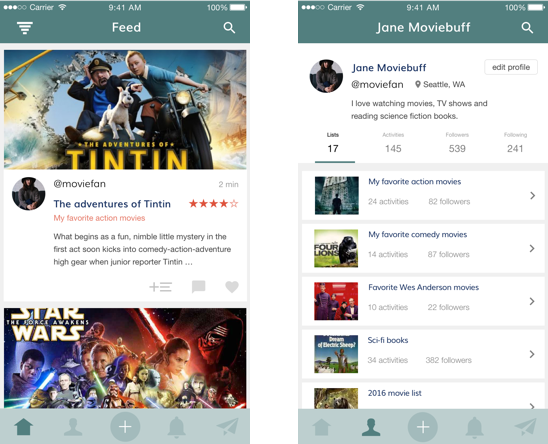 ●●●○○ Carrier 9:41 AM 100%
Feed
THE ADVENTURES OF
TINTIN
@moviefan 2 min
The adventures of Tintin ★★★★☆
My favorite action movies
What begins as a fun, nimble little mystery in the
first act soon kicks into comedy-action-adventure
high gear when junior reporter Tintin ...
STAR
THE FORCE AWAKENS
WARS
●●●○○ Carrier 9:41 AM 100%
Jane Moviebuff
Jane Moviebuff edit profile
@moviefan Seattle, WA
I love watching movies, TV shows and
reading science fiction books.
Lists Activities Followers Following
17 145 539 241
My favorite action movies
24 activities 82 followers
FOUR
LIONS
My favorite comedy movies
14 activities 87 followers
Favorite Wes Anderson movies
10 activities 22 followers
Dream
of Electric Sheep?
Sci-fi books
34 activities 382 followers
2016 movie list